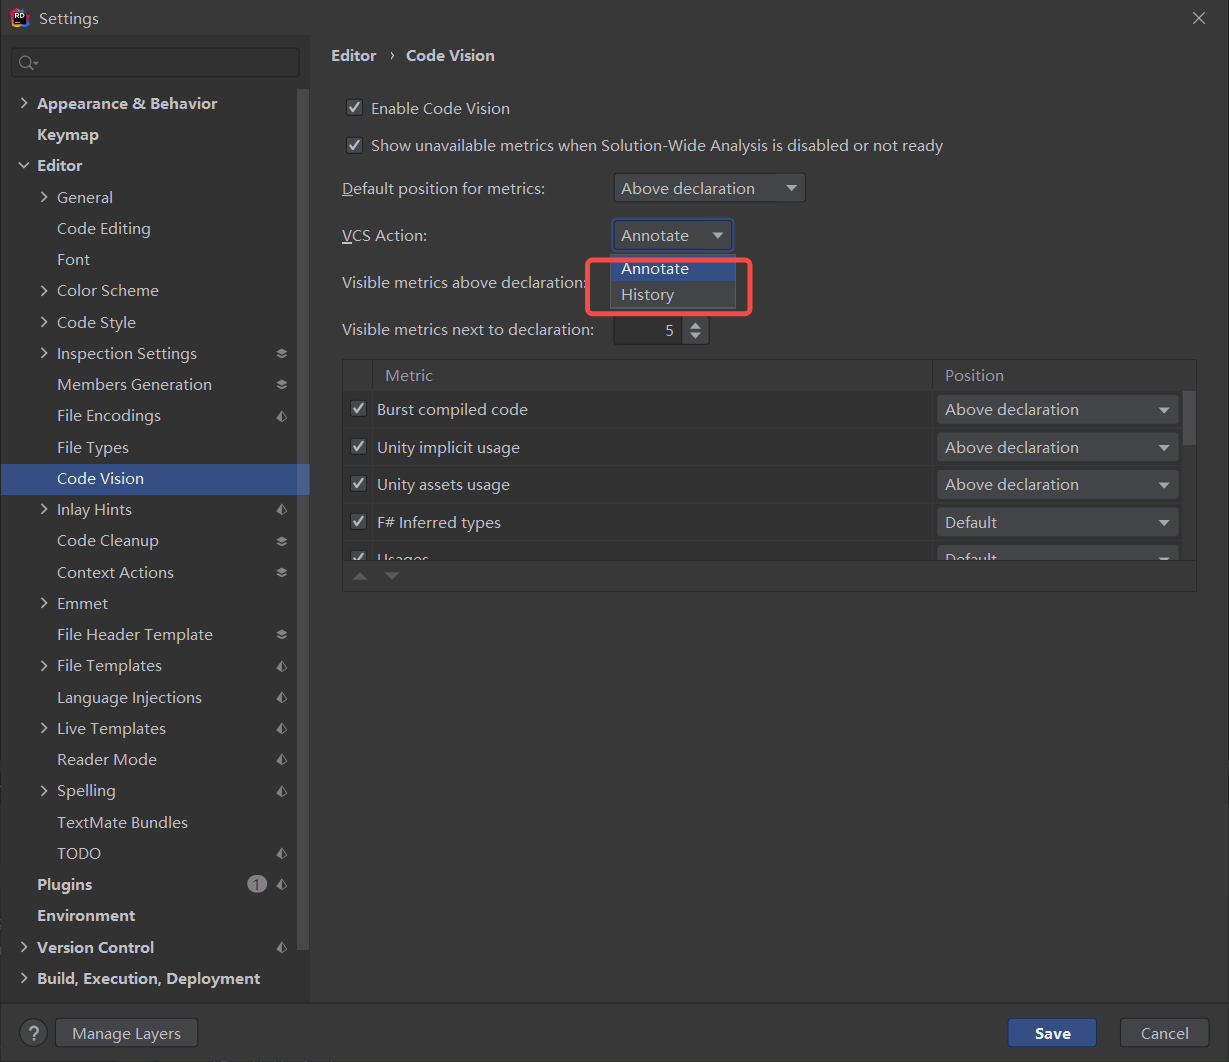 RD
Settings
Appearance & Behavior
Keymap
Editor
General
Code Editing
Font
Color Scheme
Code Style
Inspection Settings
Members Generation
File Encodings
File Types
Code Vision
Inlay Hints
Code Cleanup
Context Actions
Emmet
File Header Template
File Templates
Language Injections
Live Templates
Reader Mode
Spelling
TextMate Bundles
TODO
Plugins 1
Environment
Version Control
Build, Execution, Deployment
Editor › Code Vision
Enable Code Vision
Show unavailable metrics when Solution-Wide Analysis is disabled or not ready
Default position for metrics: Above declaration
VCS Action: Annotate
Annotate
Visible metrics above declaration:
History
Visible metrics next to declaration: 5
Metric Position
Burst compiled code Above declaration
Unity implicit usage Above declaration
Unity assets usage Above declaration
F# Inferred types Default
Usages Default
? Manage Layers
Save Cancel